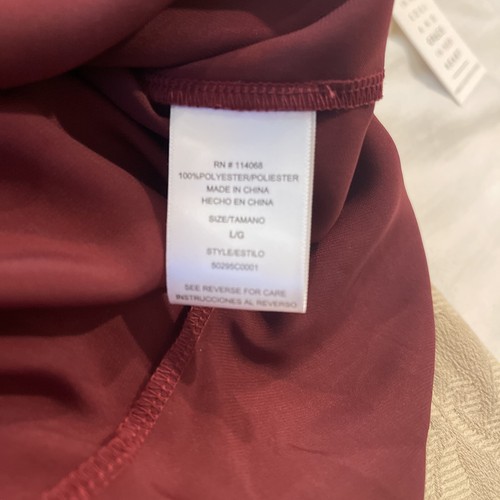 RN # 114068
100%POLYESTER/POLIESTER
MADE IN CHINA
HECHO EN CHINA
SIZE/TAMANO
L/G
STYLE/ESTILO
50295C0001
SEE REVERSE FOR CARE
INSTRUCCIONES AL REVERSO